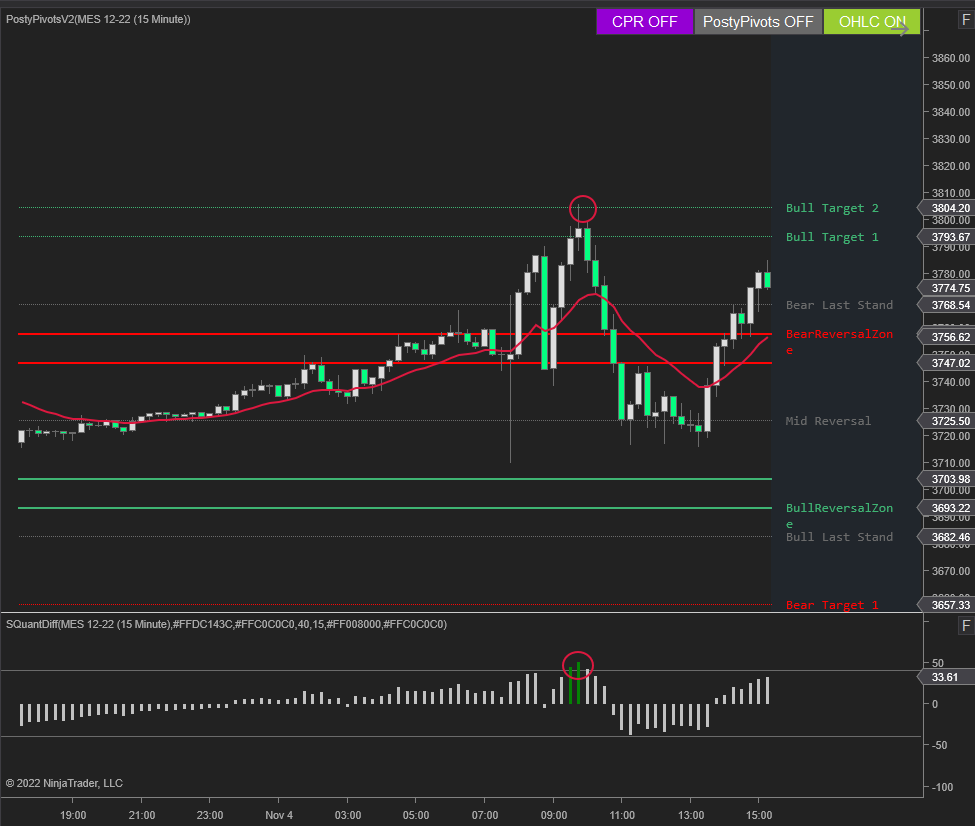 PostyPivotsV2(MES 12-22 (15 Minute))
CPR OFF
PostyPivots OFF
OHLC ON
F
3860.00
3850.00
3840.00
3830.00
3820.00
3810.00
Bull Target 2
3804.20
3800.00
Bull Target 1
3793.67
3790.00
3780.00
3774.75
Bear Last Stand
3768.54
BearReversalZon
e
3756.62
3747.02
3740.00
3730.00
Mid Reversal
3725.50
3720.00
3710.00
3703.98
3700.00
BullReversalZon
e
3693.22
3690.00
Bull Last Stand
3682.46
3670.00
Bear Target 1
3657.33
SQuantDiff(MES 12-22 (15 Minute),#FFDC143C,#FFC0C0C0,40,15,#FF008000,#FFC0C0C0)
F
50
33.61
0
-50
-100
© 2022 NinjaTrader, LLC
19:00 21:00 23:00 Nov 4 03:00 05:00 07:00 09:00 11:00 13:00 15:00